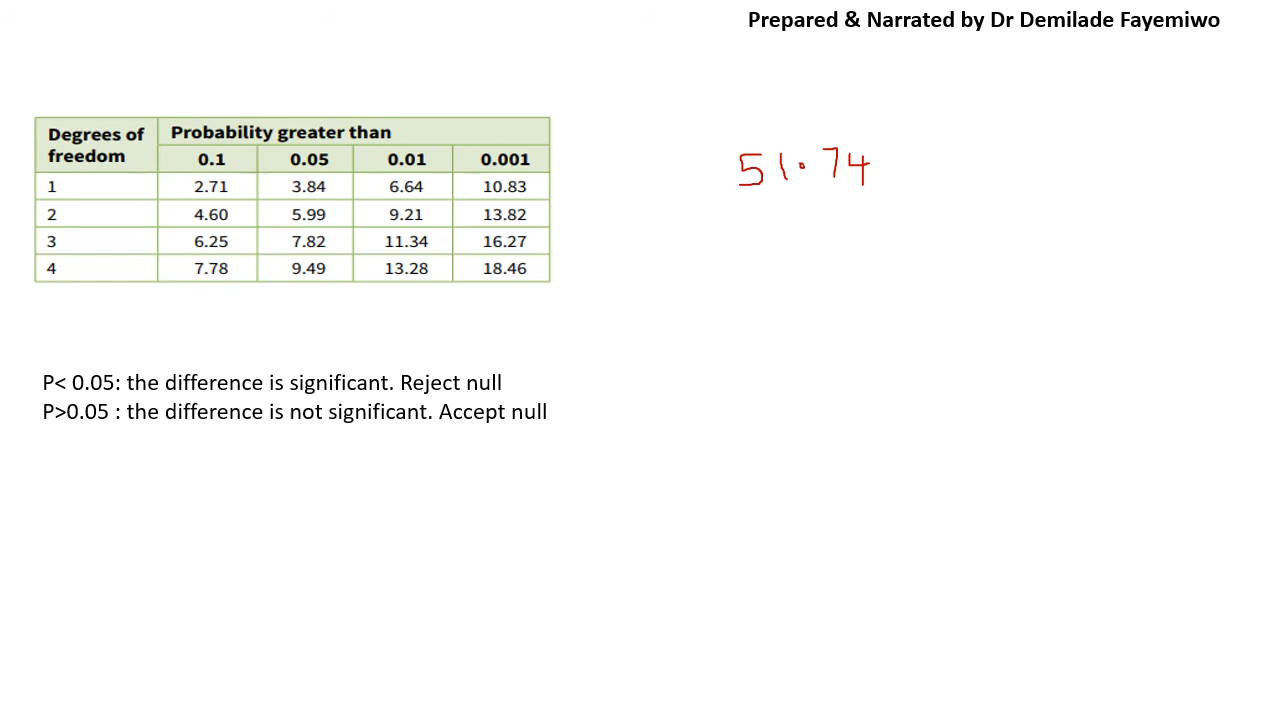 Prepared & Narrated by Dr Demilade Fayemiwo
Degrees of freedom Probability greater than
0.1 0.05 0.01 0.001
1 2.71 3.84 6.64 10.83
2 4.60 5.99 9.21 13.82
3 6.25 7.82 11.34 16.27
4 7.78 9.49 13.28 18.46
51.74
P< 0.05: the difference is significant. Reject null
P>0.05 : the difference is not significant. Accept null